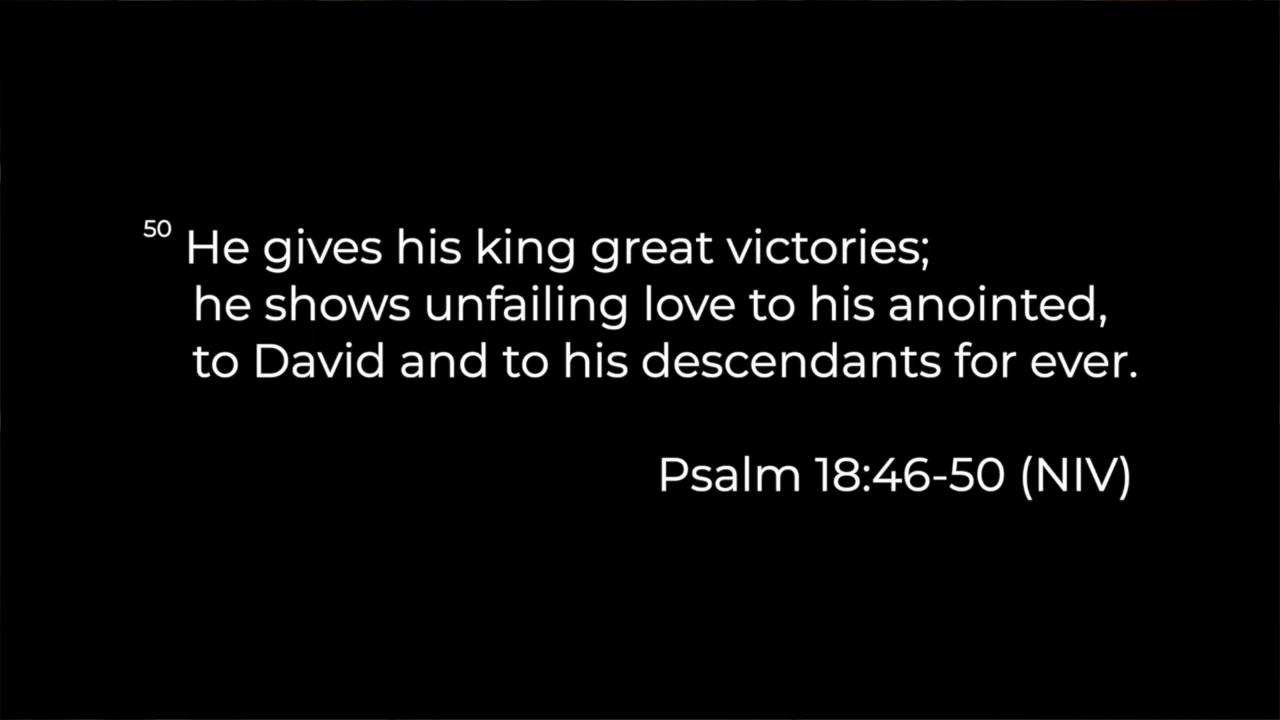 50 He gives his king great victories;
he shows unfailing love to his anointed,
to David and to his descendants for ever.
Psalm 18:46-50 (NIV)